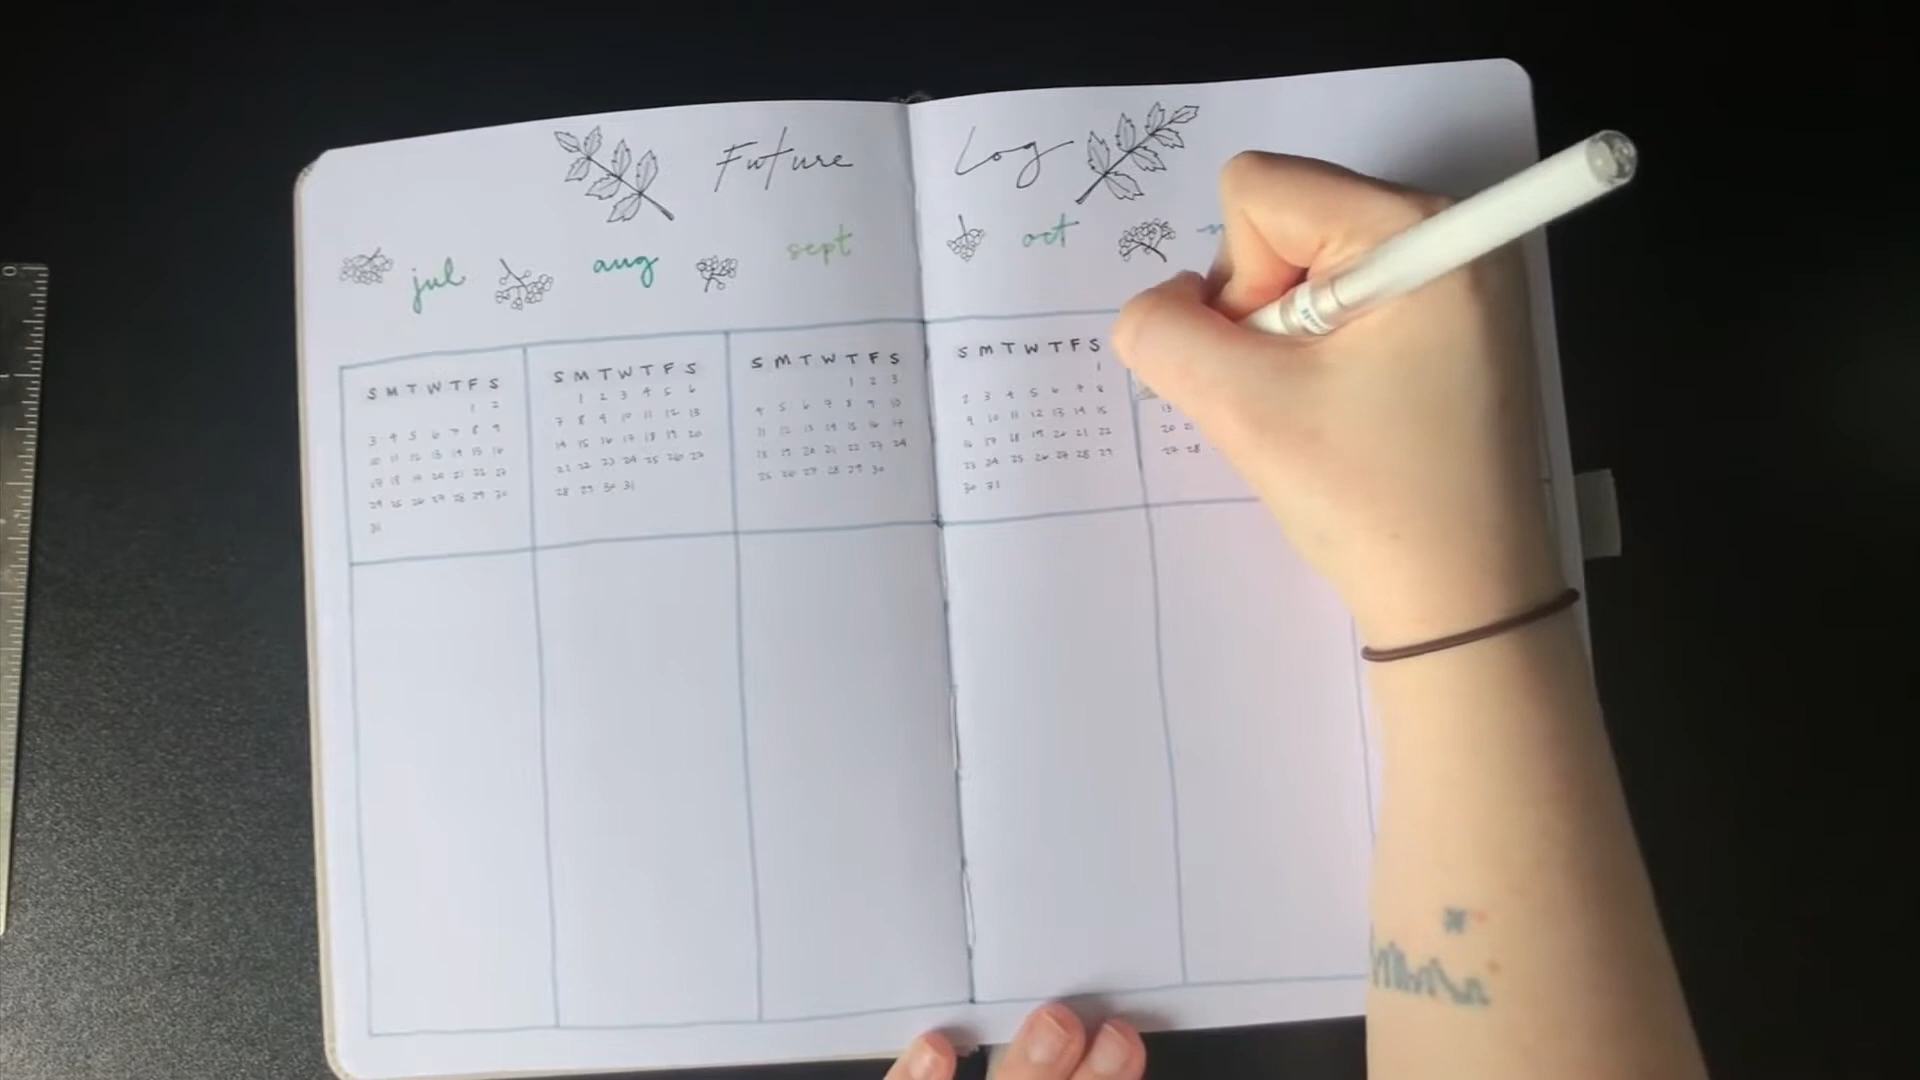 Future Log
jul aug sept oct
S M T W T F S
1 2
3 4 5 6 7 8 9
10 11 12 13 14 15 16
17 18 19 20 21 22 23
24 25 26 27 28 29 30
31
S M T W T F S
1 2 3 4 5 6
7 8 9 10 11 12 13
14 15 16 17 18 19 20
21 22 23 24 25 26 27
28 29 30 31
S M T W T F S
1 2 3
4 5 6 7 8 9 10
11 12 13 14 15 16 17
18 19 20 21 22 23 24
25 26 27 28 29 30
S M T W T F S
1
2 3 4 5 6 7 8
9 10 11 12 13 14 15
16 17 18 19 20 21 22
23 24 25 26 27 28 29
30 31
13
20 21
27 28
0